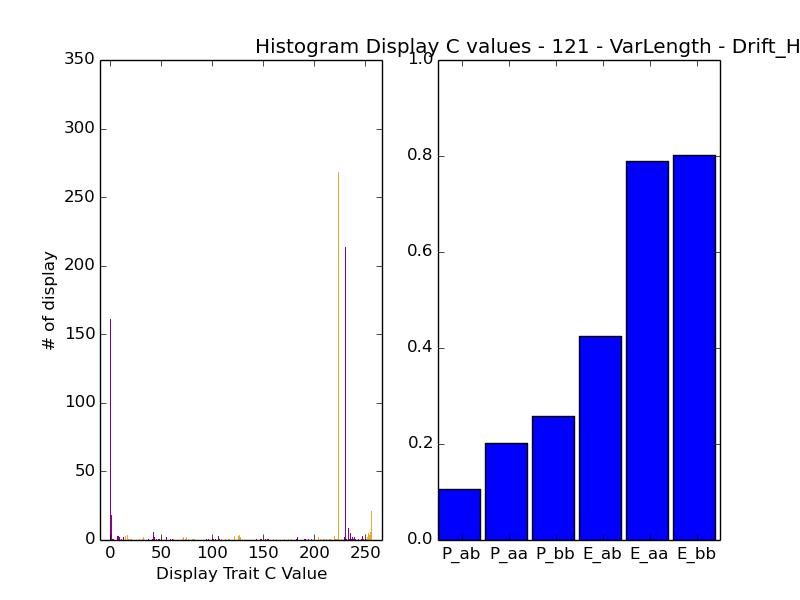 Histogram Display C values - 121 - VarLength - Drift_H
350
300
250
200
150
100
50
0
# of display
0 50 100 150 200 250
Display Trait C Value
1.0
0.8
0.6
0.4
0.2
0.0
P_ab P_aa P_bb E_ab E_aa E_bb